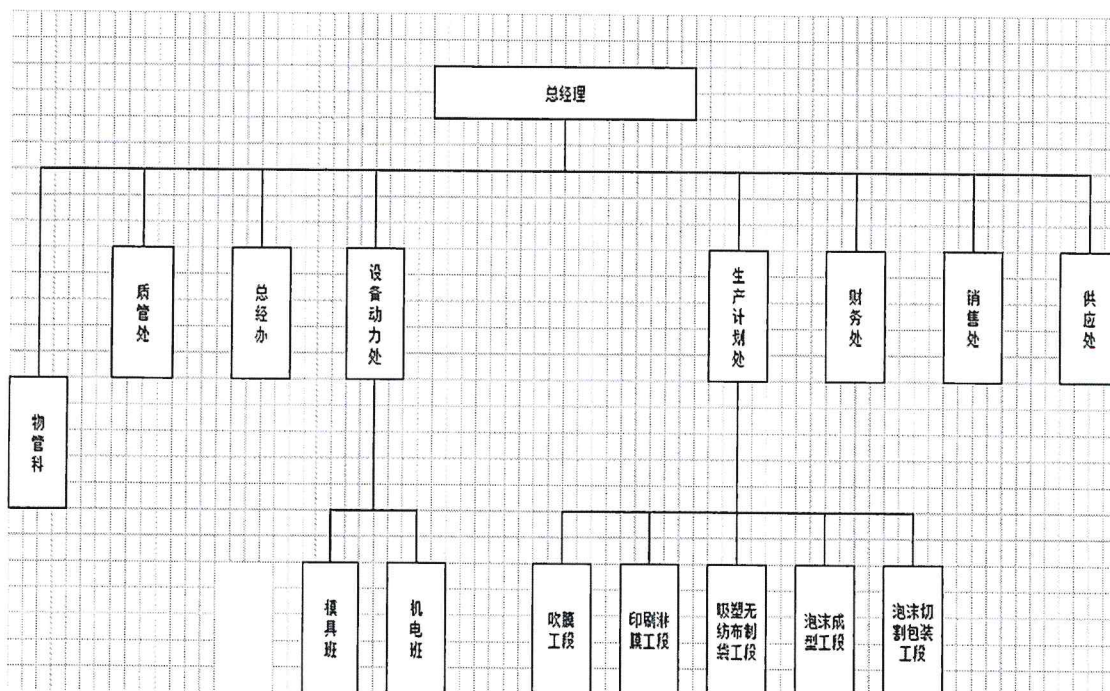 总经理
质管处
总经办
设备动力处
生产计划处
财务处
销售处
供应处
物管科
模具班
机电班
吹膜
工段
印刷淋
膜工段
吸塑无
纺布制
袋工段
泡沫成
型工段
泡沫切
割包装
工段